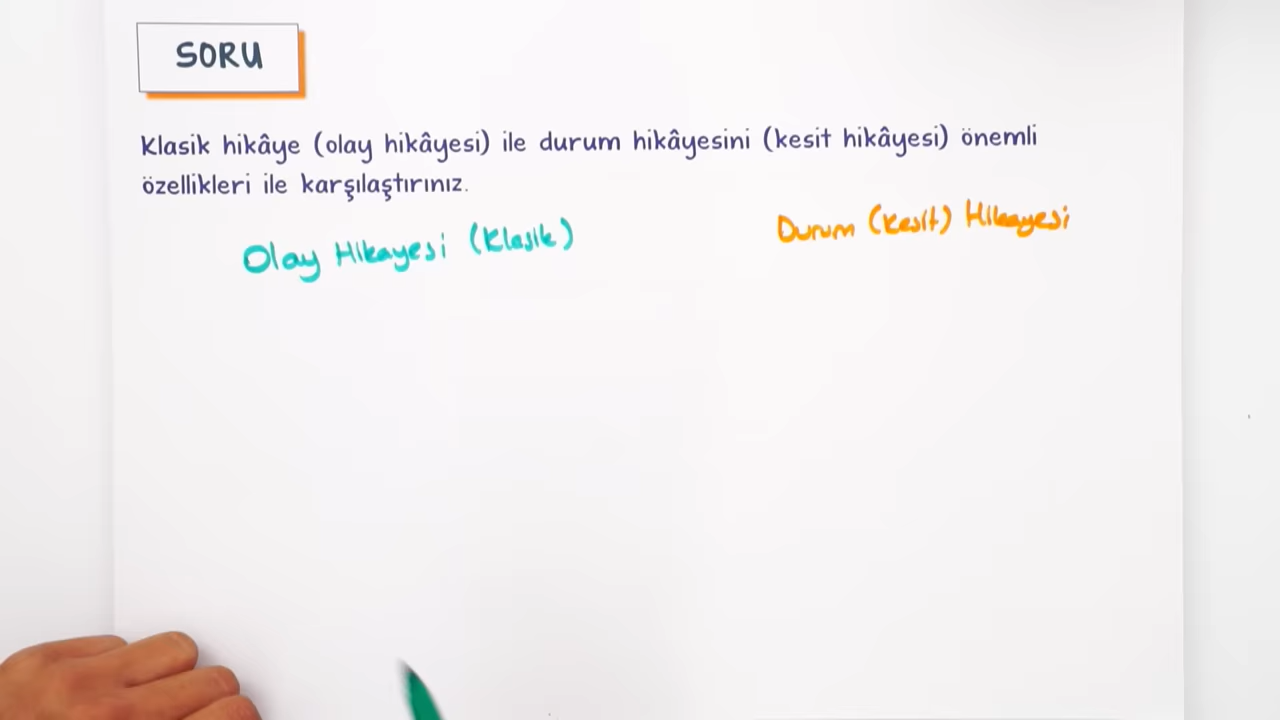 SORU
Klasik hikâye (olay hikâyesi) ile durum hikâyesini (kesit hikâyesi) önemli
özellikleri ile karşılaştırınız.
Olay Hikayesi (Klasik)
Durum (Kesit) Hikayesi